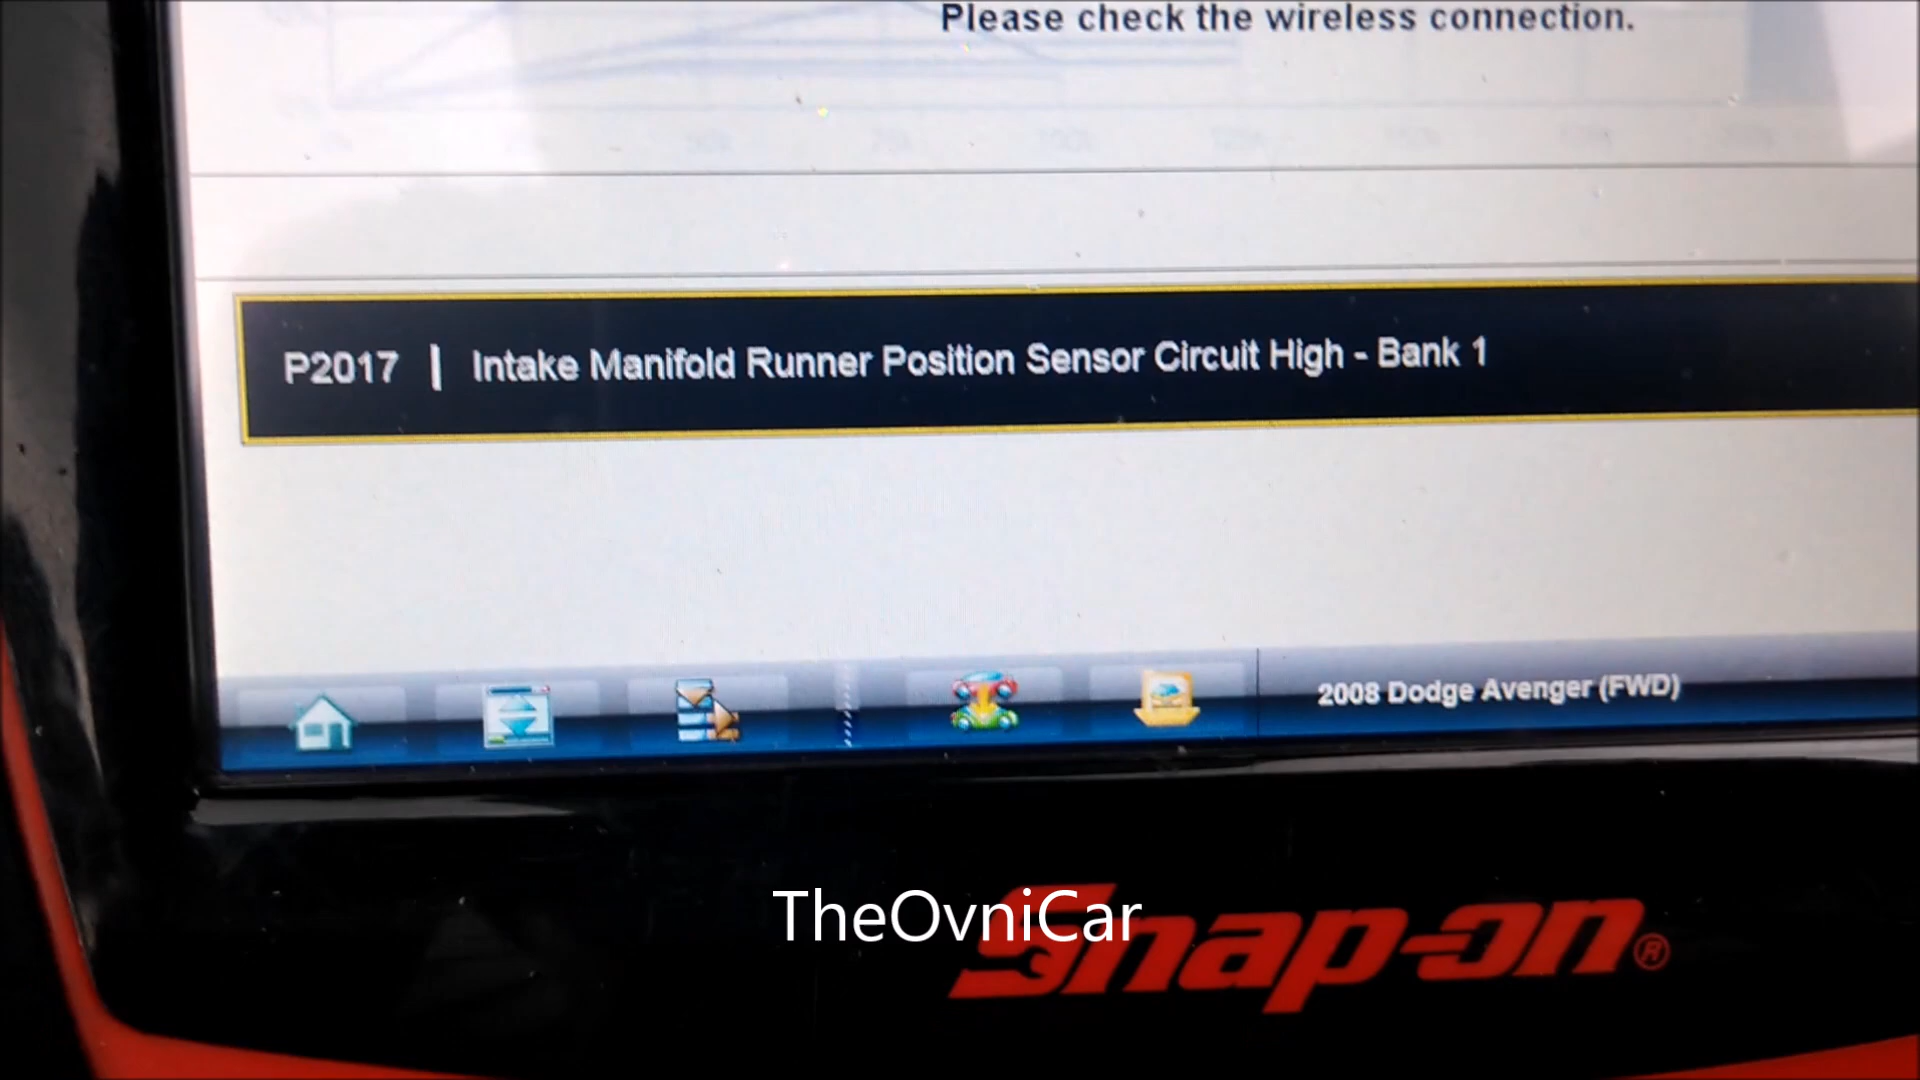 Please check the wireless connection.
P2017 | Intake Manifold Runner Position Sensor Circuit High - Bank 1
2008 Dodge Avenger (FWD)
TheOvniCar
Snap-on®